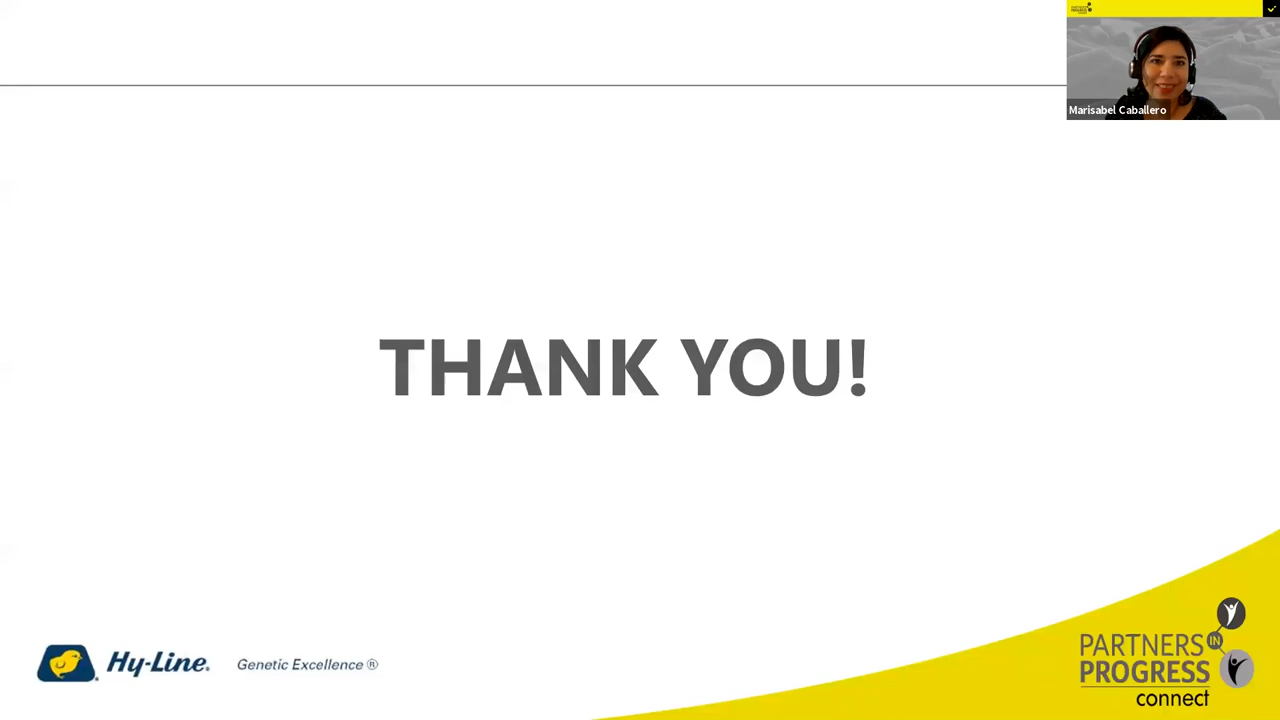 Marisabel Caballero
THANK YOU!
Hy-Line®
Genetic Excellence ®
PARTNERS IN
PROGRESS
connect